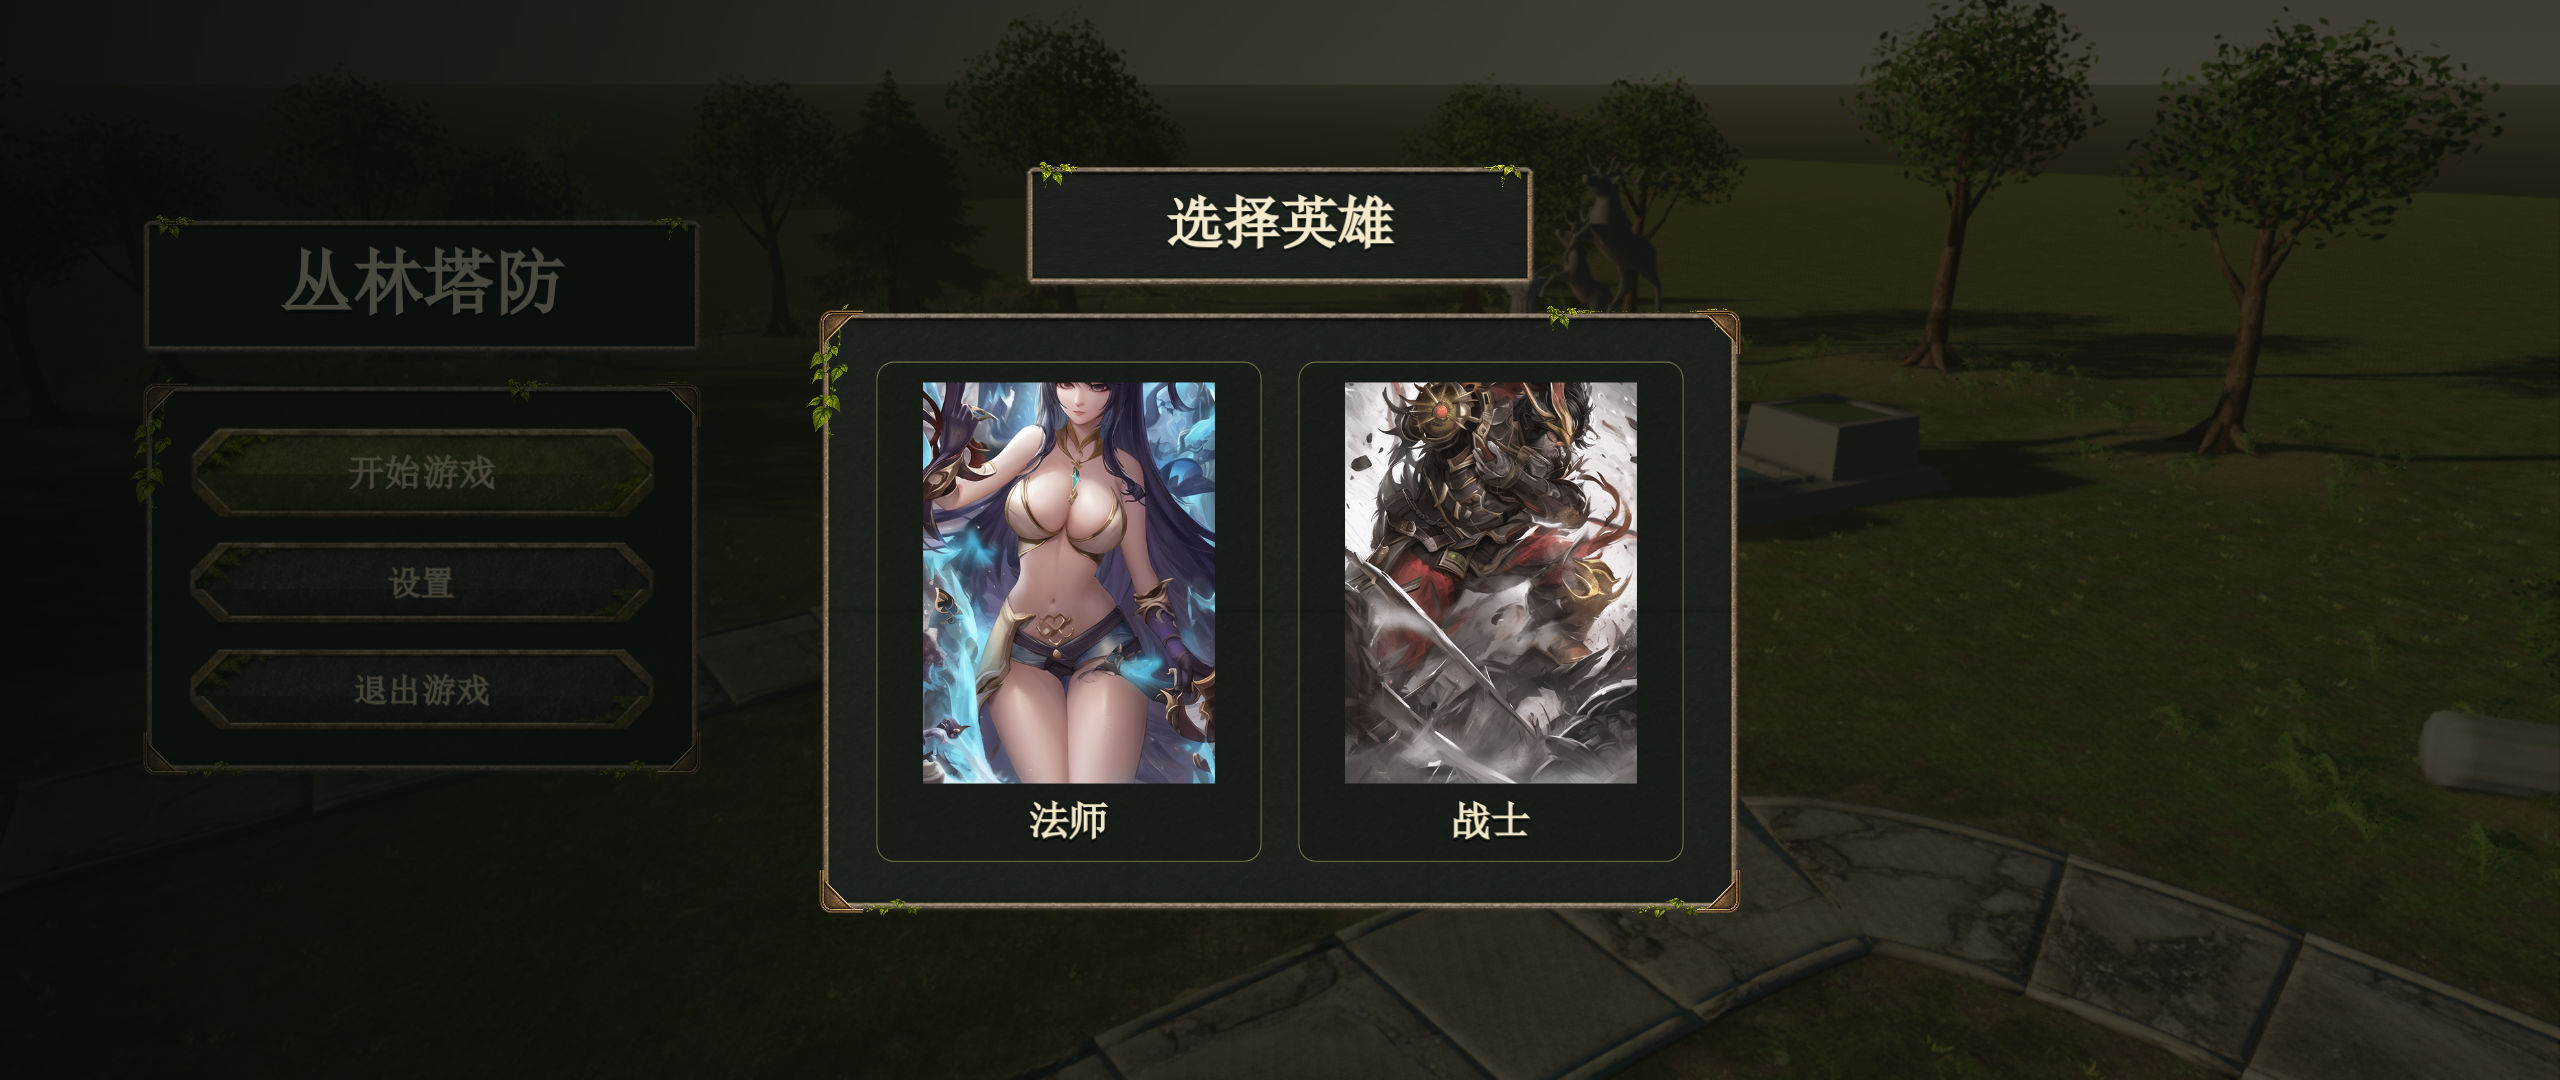 丛林塔防
开始游戏
设置
退出游戏
选择英雄
法师
战士